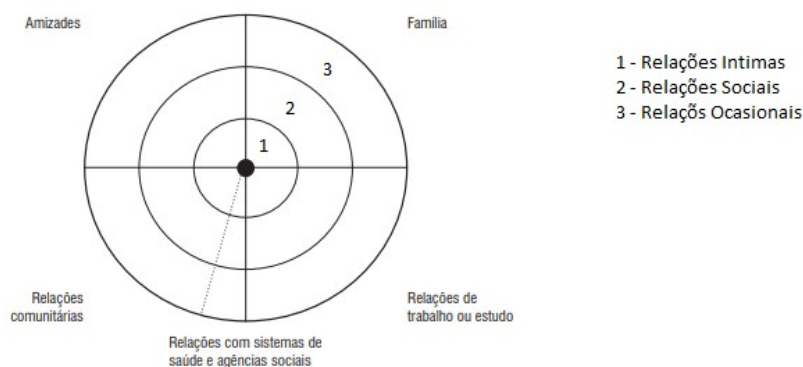 Amizades
Família
3
2
1
1 - Relações Intimas
2 - Relações Sociais
3 - Relaçõs Ocasionais
Relações
comunitárias
Relações de
trabalho ou estudo
Relações com sistemas de
saúde e agências sociais